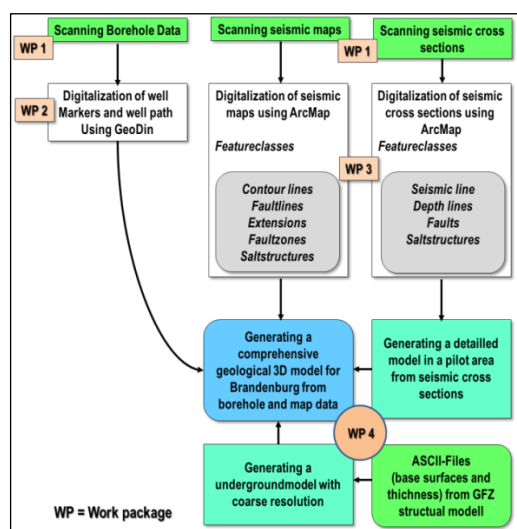 Scanning Borehole Data
Scanning seismic maps
Scanning seismic cross
sections
WP 1
WP 1
Digitalization of well
Markers and well path
Using GeoDin
WP 2
Digitalization of seismic
maps using ArcMap
Featureclasses
Contour lines
Faultlines
Extensions
Faultzones
Saltstructures
Digitalization of seismic
cross sections using
ArcMap
Featureclasses
WP 3
Seismic line
Depth lines
Faults
Saltstructures
Generating a
comprehensive
geological 3D model for
Brandenburg from
borehole and map data
Generating a detailled
model in a pilot area
from seismic cross
sections
WP 4
Generating a
undergroundmodel with
coarse resolution
ASCII-Files
(base surfaces and
thichness) from GFZ
structual modell
WP = Work package